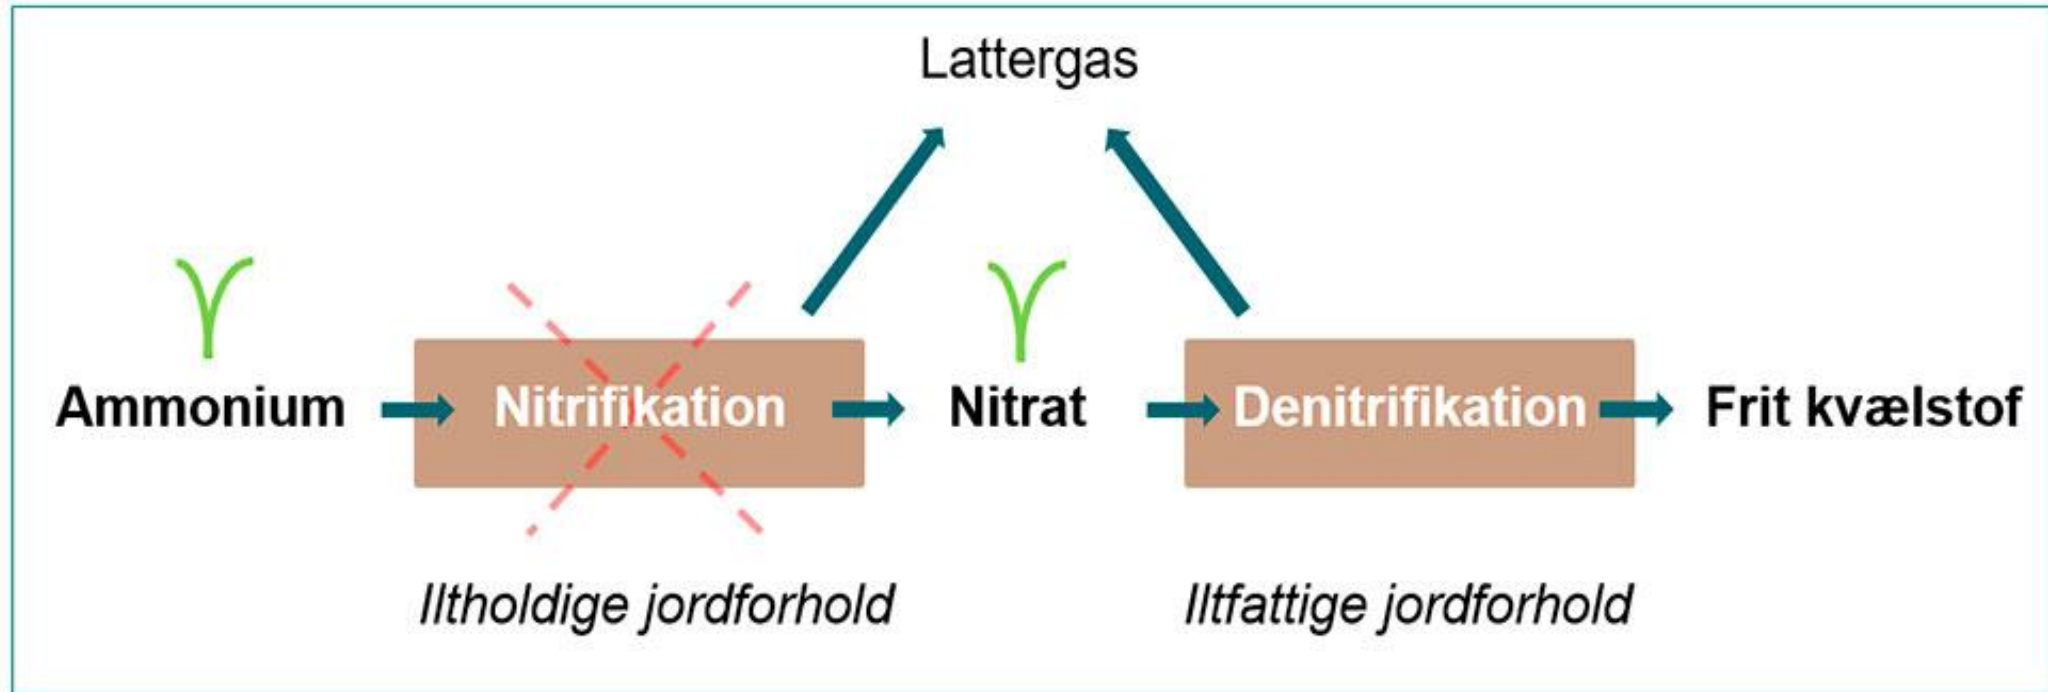 Lattergas
Ammonium
Nitrifikation
Nitrat
Denitrifikation
Frit kvælstof
Iltholdige jordforhold
Iltfattige jordforhold